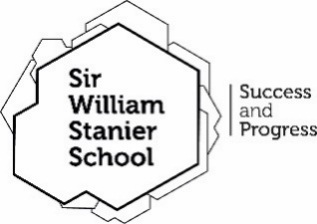 Sir
William
Stanier
School
Success
and
Progress